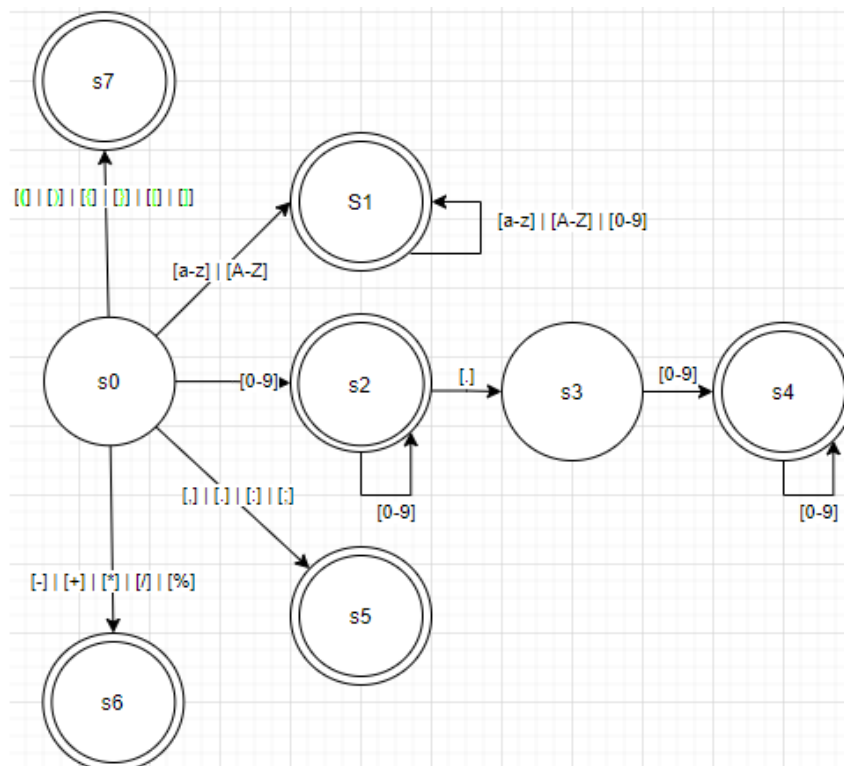 s7
[(] | [)] | [{] | [}] | [[] | []]
S1
[a-z] | [A-Z] | [0-9]
[a-z] | [A-Z]
s0
[0-9]
s2
[.]
s3
[0-9]
s4
[0-9]
[0-9]
[,] | [.] | [:] | [;]
[-] | [+] | [*] | [/] | [%]
s5
s6